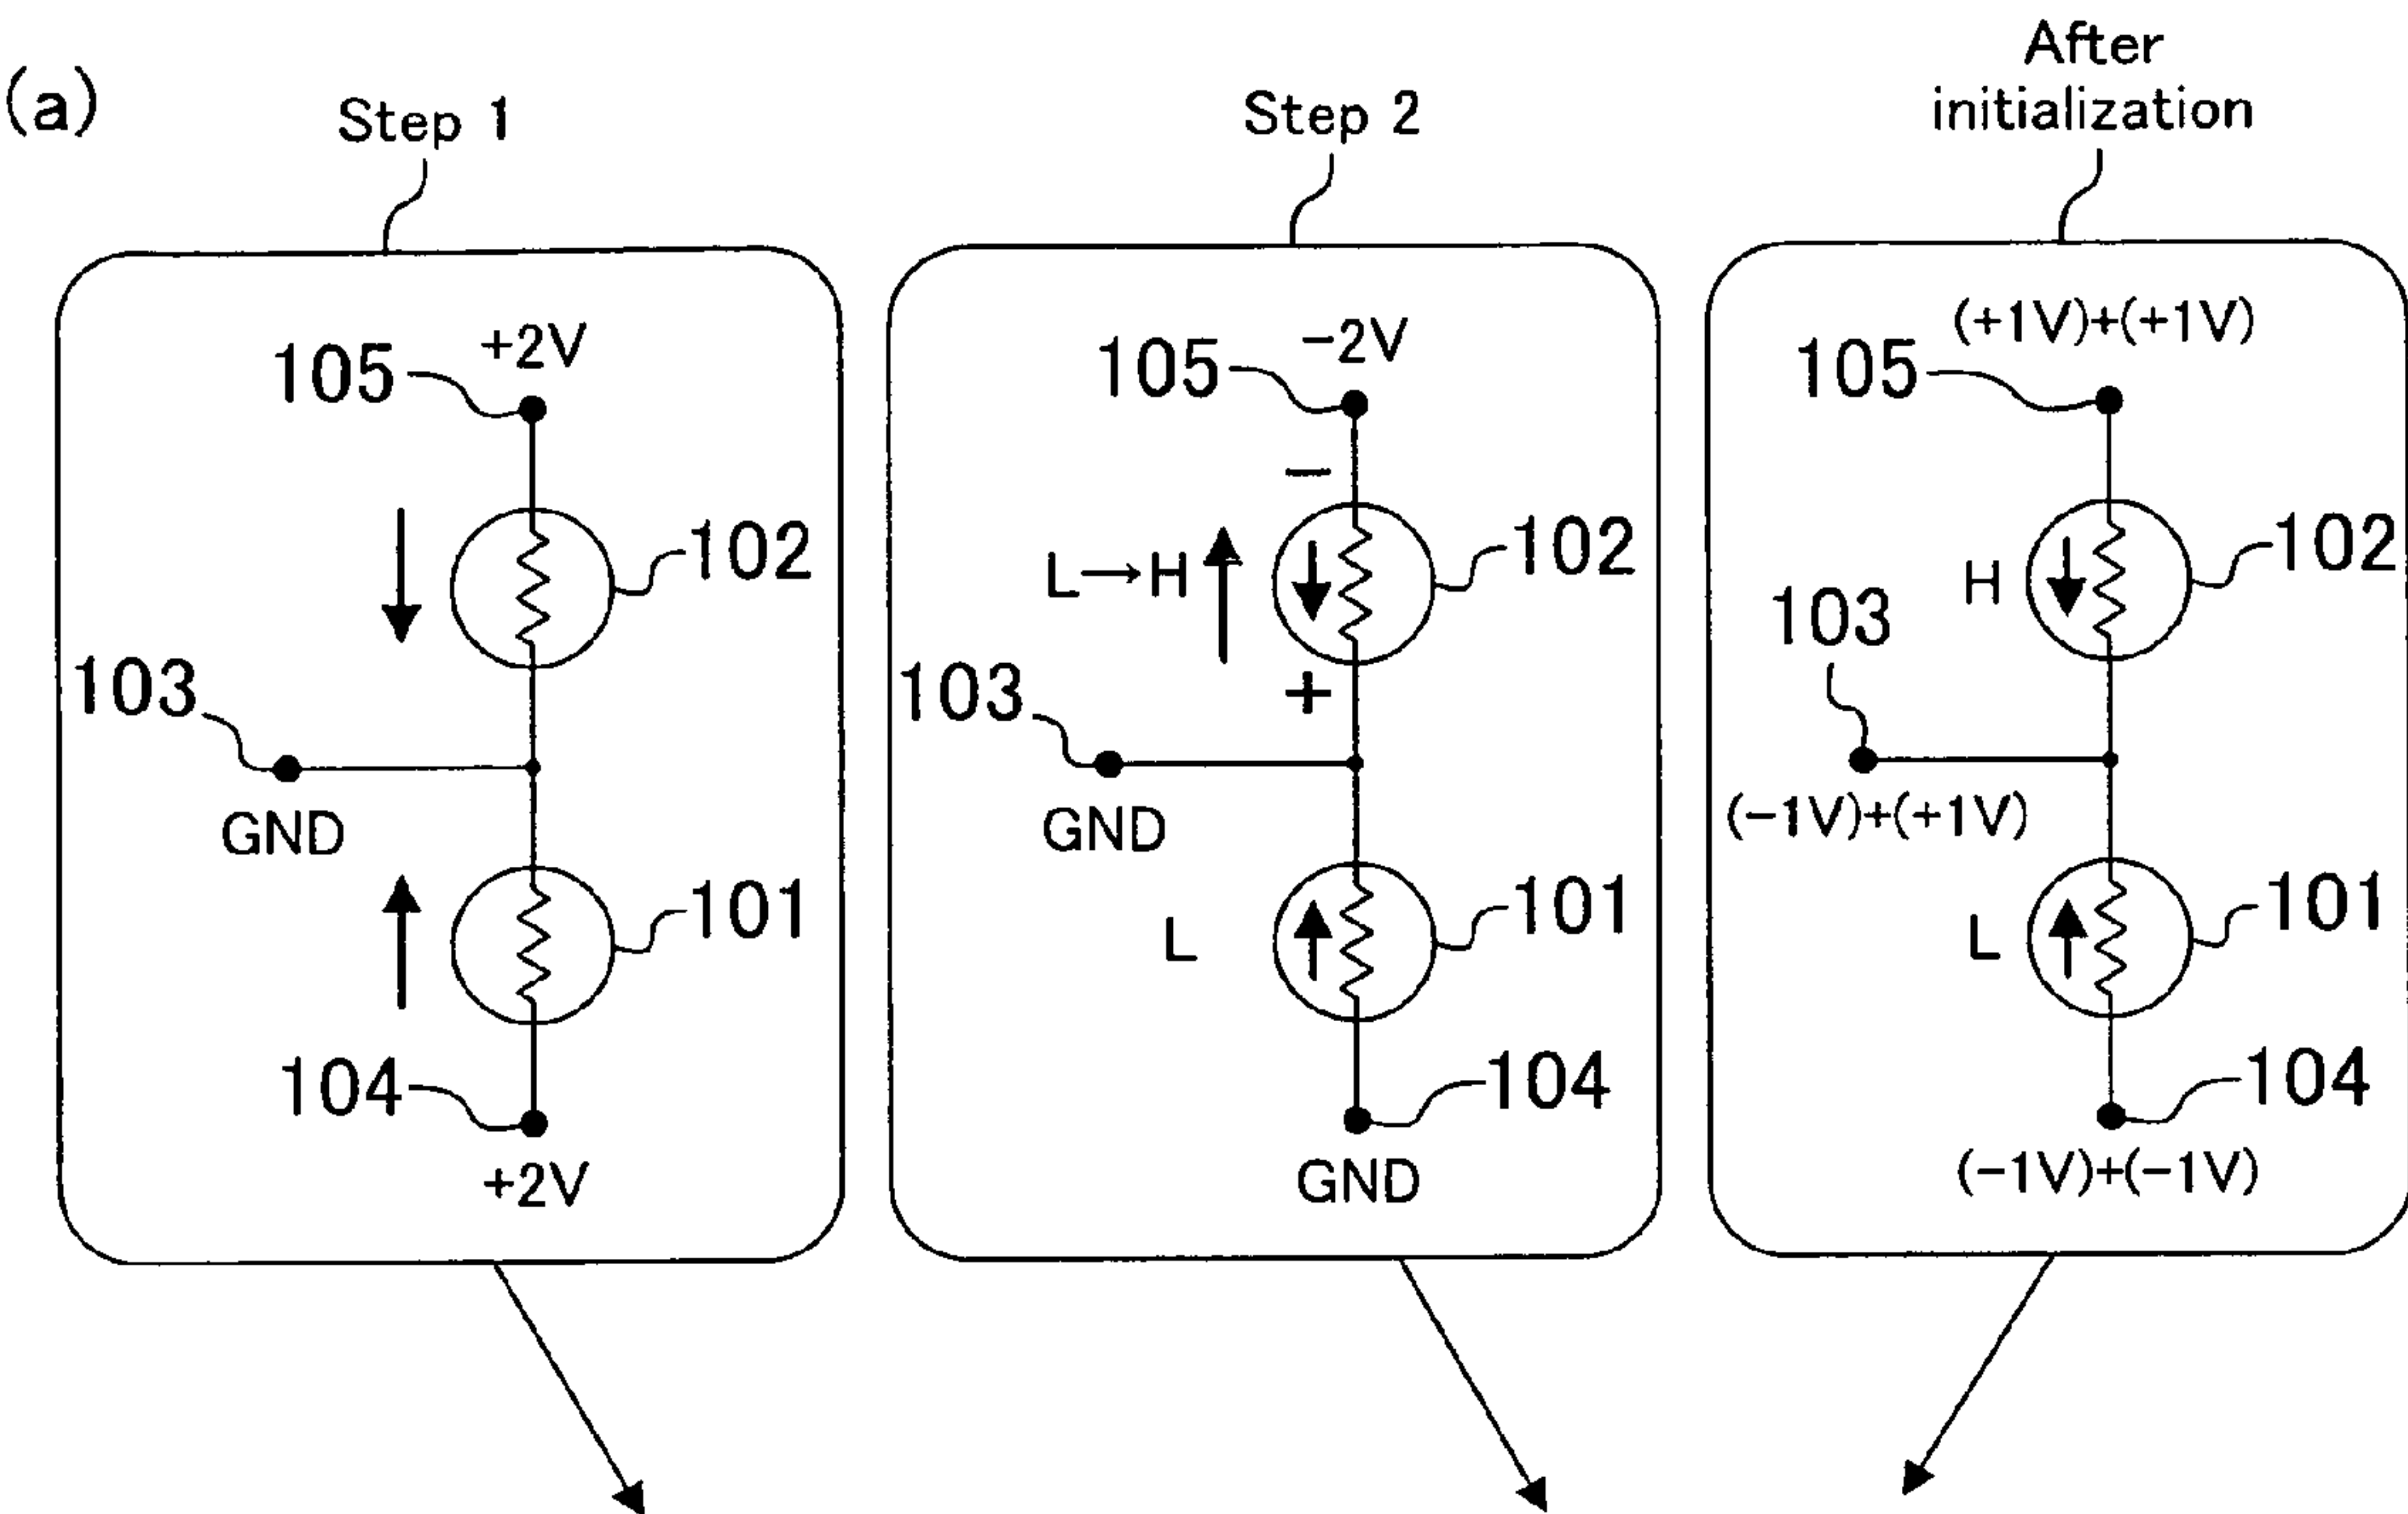 (a)
Step 1
+2V
105
102
103
GND
101
104
+2V
Step 2
−2V
105
−
L→H
102
+
103
GND
L
101
104
GND
After
initialization
(+1V)+(+1V)
105
H
102
103
(−1V)+(+1V)
L
101
104
(−1V)+(−1V)